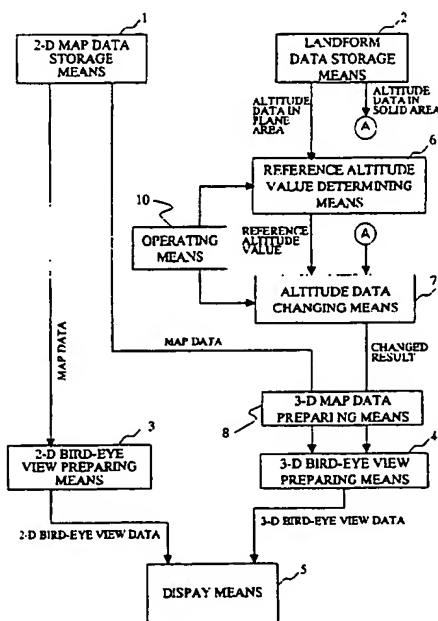 1
2-D MAP DATA
STORAGE
MEANS
2
LANDFORM
DATA STORAGE
MEANS
ALTITUDE
DATA IN
PLANE AREA
ALTITUDE
DATA IN
SOLID AREA
A
6
REFERENCE ALTITUDE
VALUE DETERMINING
MEANS
10
OPERATING
MEANS
REFERENCE
ALTITUDE
VALUE
A
7
ALTITUDE DATA
CHANGING MEANS
MAP DATA
MAP DATA
CHANGED
RESULT
3-D MAP DATA
PREPARING MEANS
8
3
2-D BIRD-EYE
VIEW PREPARING
MEANS
4
3-D BIRD-EYE VIEW
PREPARING MEANS
2-D BIRD-EYE VIEW DATA
3-D BIRD-EYE VIEW DATA
5
DISPAY MEANS